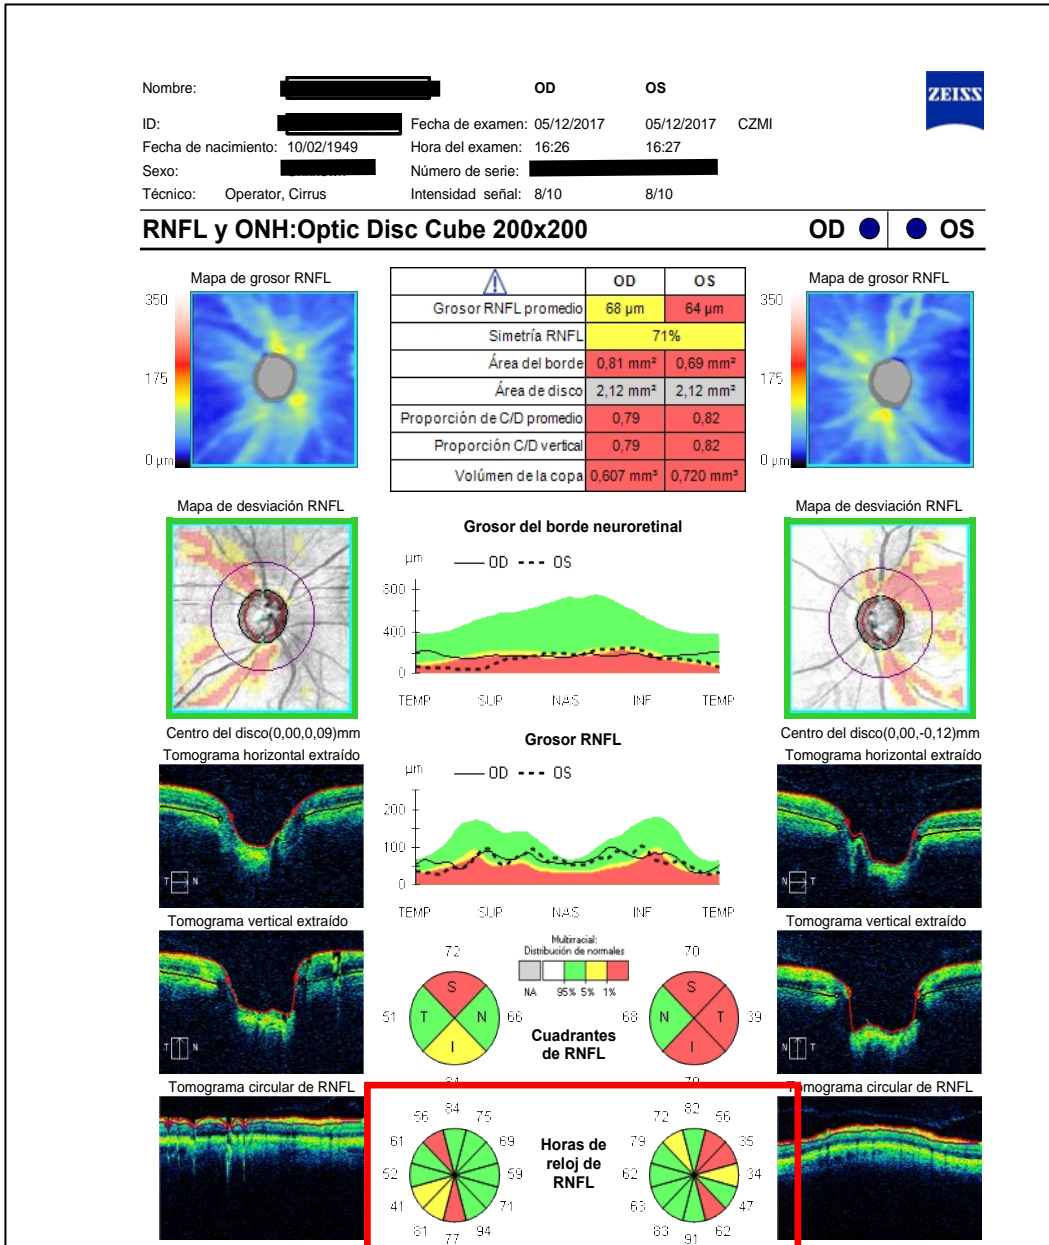 Nombre: OD OS
ZEISS
ID: Fecha de examen: 05/12/2017 05/12/2017 CZMI
Fecha de nacimiento: 10/02/1949 Hora del examen: 16:26 16:27
Sexo: Número de serie:
Técnico: Operator, Cirrus Intensidad señal: 8/10 8/10
RNFL y ONH:Optic Disc Cube 200x200 OD OS
Mapa de grosor RNFL
350
175
0 µm
OD OS
Grosor RNFL promedio 68 µm 64 µm
Simetría RNFL 71%
Área del borde 0,81 mm² 0,69 mm²
Área de disco 2,12 mm² 2,12 mm²
Proporción de C/D promedio 0,79 0,82
Proporción C/D vertical 0,79 0,82
Volúmen de la copa 0,607 mm³ 0,720 mm³
Mapa de grosor RNFL
350
175
0 µm
Mapa de desviación RNFL
Centro del disco(0,00,0,09)mm
Grosor del borde neuroretinal
µm OD OS
800
400
0
TEMP SUP NAS INF TEMP
Mapa de desviación RNFL
Centro del disco(0,00,-0,12)mm
Tomograma horizontal extraído
T N
Grosor RNFL
µm OD OS
200
100
0
TEMP SUP NAS INF TEMP
Tomograma horizontal extraído
N T
Tomograma vertical extraído
T N
72
51 T S N I 66
Multirracial:
Distribución de normales
NA 95% 5% 1%
Cuadrantes
de RNFL
70
68 N S T I 39
Tomograma vertical extraído
T N
Tomograma circular de RNFL
84
56 75
61 69
52 59
41 71
81 94
77
Horas de
reloj de
RNFL
82
72 56
79 35
62 34
63 47
83 62
91
Tomograma circular de RNFL